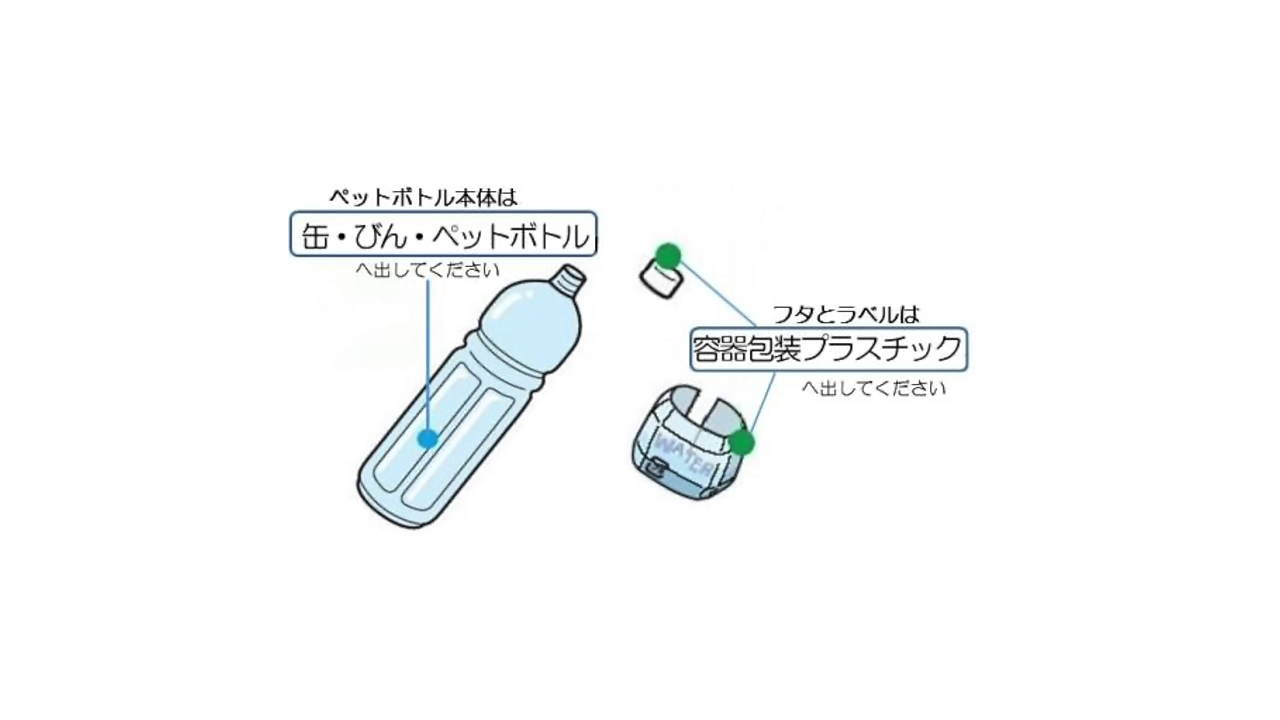 ペットボトル本体は
缶・びん・ペットボトル
へ出してください
フタとラベルは
容器包装プラスチック
へ出してください
WATER